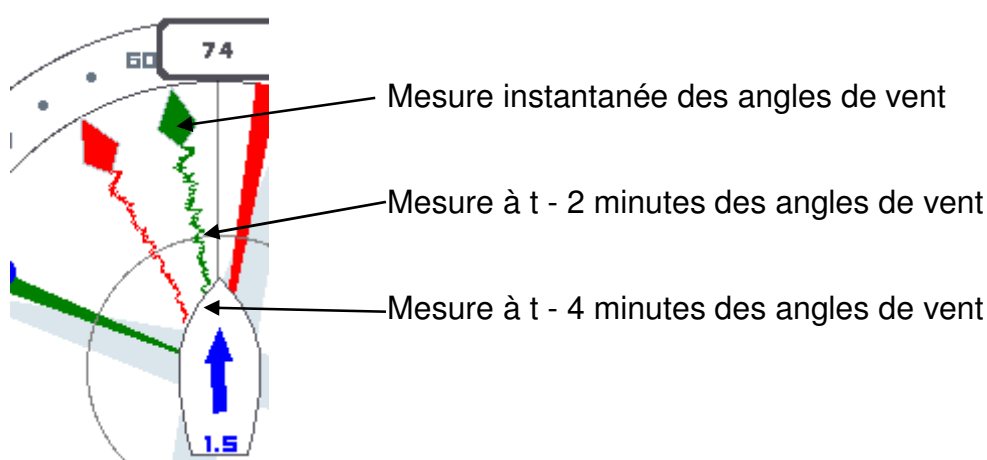 60
74
Mesure instantanée des angles de vent
Mesure à t - 2 minutes des angles de vent
Mesure à t - 4 minutes des angles de vent
1.5